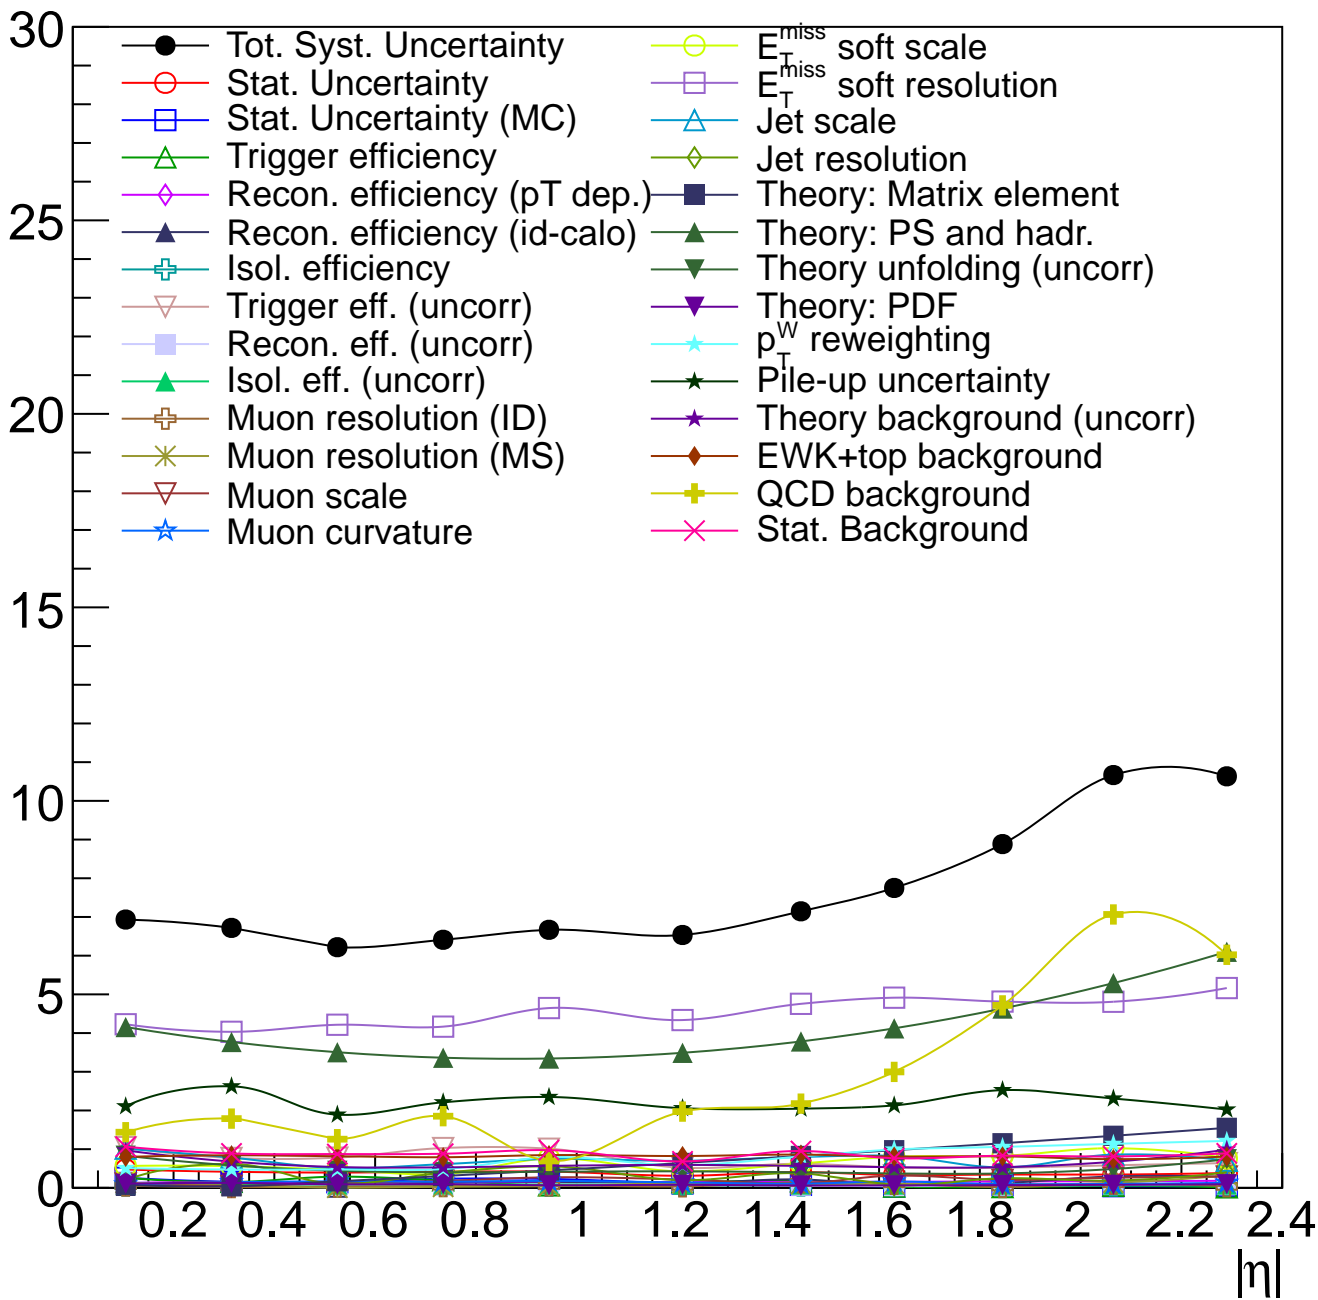 30
25
20
15
10
5
0
Tot. Syst. Uncertainty
Stat. Uncertainty
Stat. Uncertainty (MC)
Trigger efficiency
Recon. efficiency (pT dep.)
Recon. efficiency (id-calo)
Isol. efficiency
Trigger eff. (uncorr)
Recon. eff. (uncorr)
Isol. eff. (uncorr)
Muon resolution (ID)
Muon resolution (MS)
Muon scale
Muon curvature
E_T^miss soft scale
E_T^miss soft resolution
Jet scale
Jet resolution
Theory: Matrix element
Theory: PS and hadr.
Theory unfolding (uncorr)
Theory: PDF
p_T^W reweighting
Pile-up uncertainty
Theory background (uncorr)
EWK+top background
QCD background
Stat. Background
0 0.2 0.4 0.6 0.8 1 1.2 1.4 1.6 1.8 2 2.2 2.4
|η|